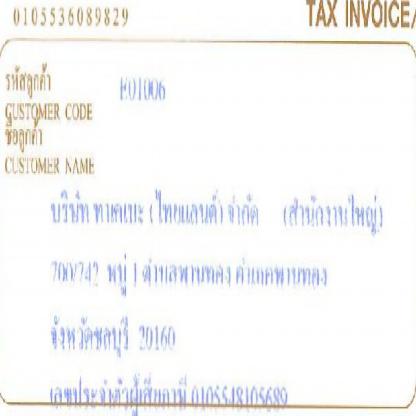 0105536089829 TAX INVOICE/
รหัสลูกค้า E01006
CUSTOMER CODE
ชื่อลูกค้า
CUSTOMER NAME
บริษัท ทาเคเบะ (ไทยแลนด์) จำกัด (สำนักงานใหญ่)
700/742 หมู่ 1 ตำบลพานทอง อำเภอพานทอง
จังหวัดชลบุรี 20160
เลขประจำตัวผู้เสียภาษี 0105548105689